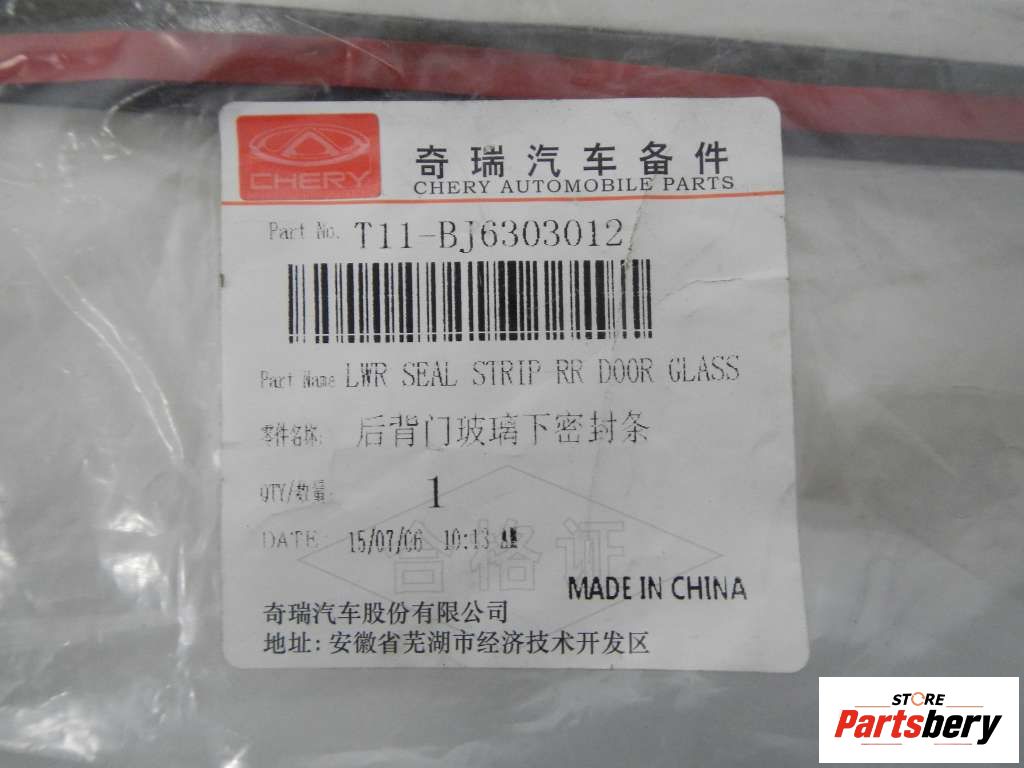 CHERY
奇瑞汽车备件
CHERY AUTOMOBILE PARTS
Part No. T11-BJ6303012
Part Name LWR SEAL STRIP-RR DOOR GLASS
零件名称: 后背门玻璃下密封条
QTY/数量: 1
DATE: 15/07/06 10:13 AM
合格证
MADE IN CHINA
奇瑞汽车股份有限公司
地址: 安徽省芜湖市经济技术开发区
STORE
Partsbery